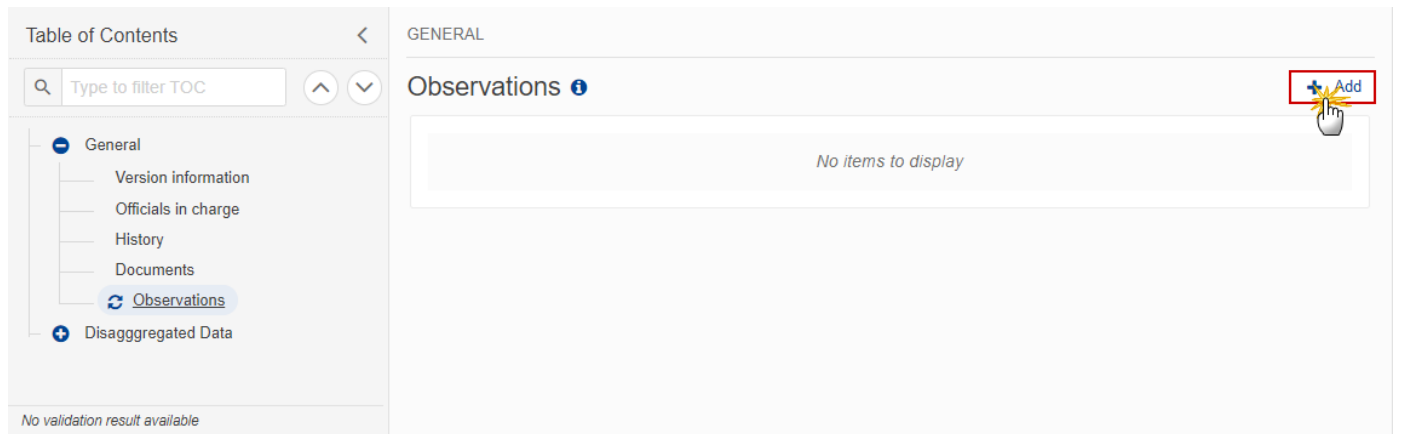 Table of Contents
Type to filter TOC
General
Version information
Officials in charge
History
Documents
Observations
Disagggregated Data
No validation result available
GENERAL
Observations
Add
No items to display